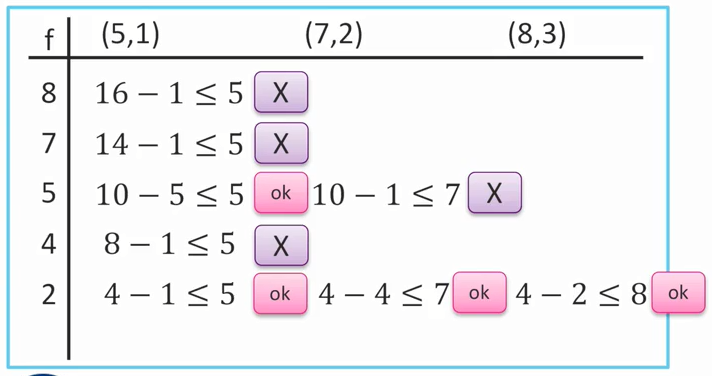 f (5,1) (7,2) (8,3)
8 16 − 1 ≤ 5 X
7 14 − 1 ≤ 5 X
5 10 − 5 ≤ 5 ok 10 − 1 ≤ 7 X
4 8 − 1 ≤ 5 X
2 4 − 1 ≤ 5 ok 4 − 4 ≤ 7 ok 4 − 2 ≤ 8 ok